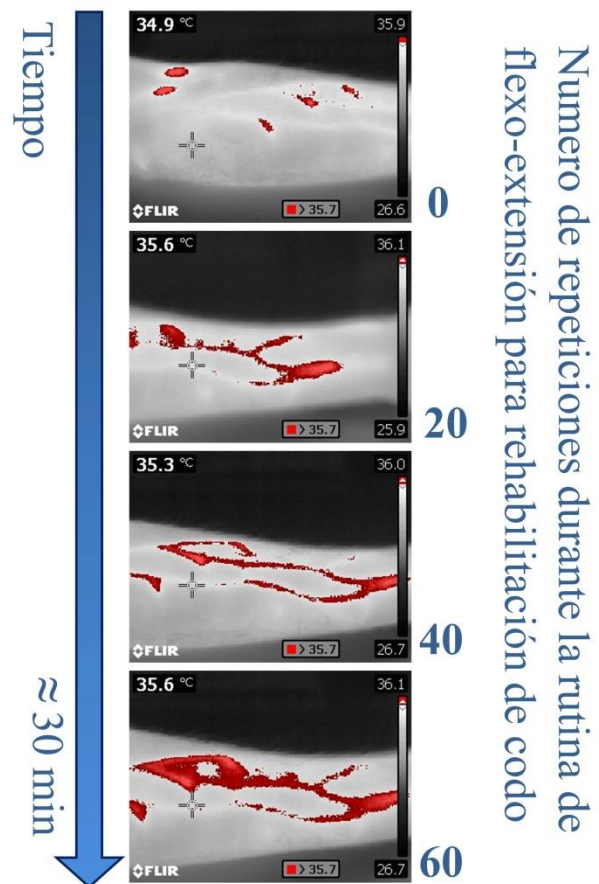 Numero de repeticiones durante la rutina de
flexo-extensión para rehabilitación de codo
Tiempo
≈ 30 min
34.9 °C
35.9
FLIR
> 35.7
26.6
0
35.6 °C
36.1
FLIR
> 35.7
25.9
20
35.3 °C
36.0
FLIR
> 35.7
26.7
40
35.6 °C
36.1
FLIR
> 35.7
26.7
60